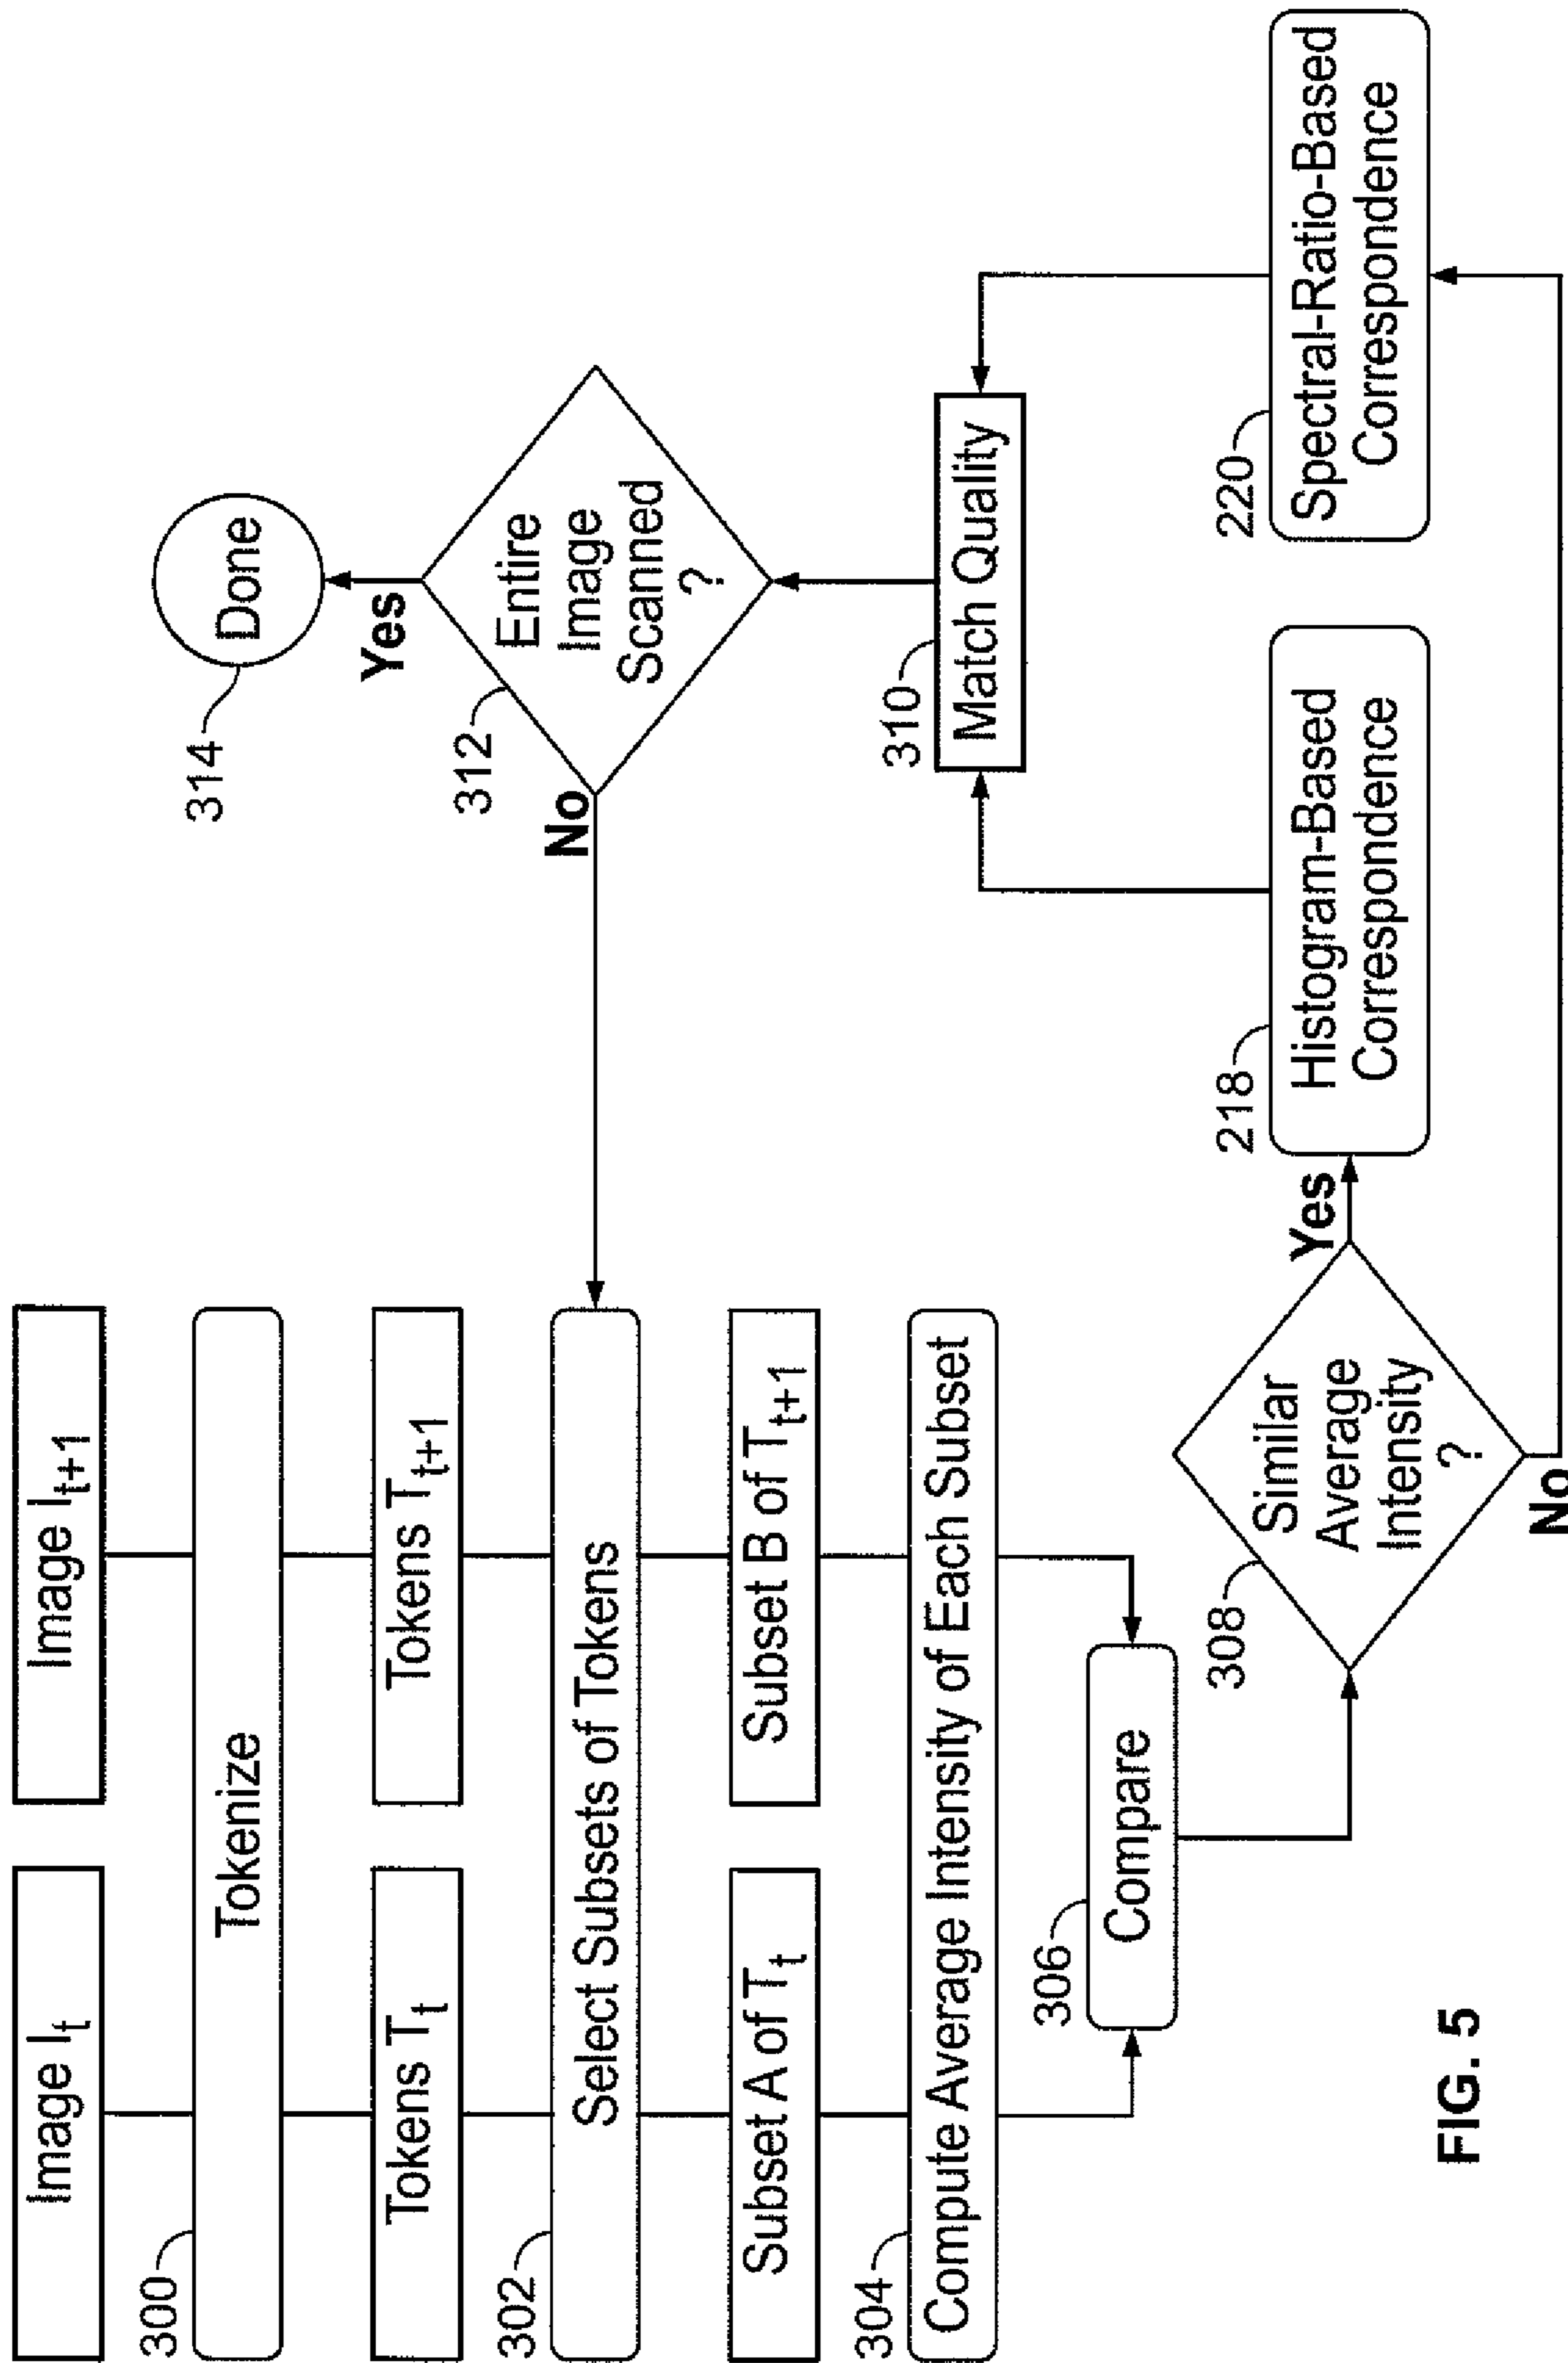 Image I_t
Image I_{t+1}
300
Tokenize
Tokens T_t
Tokens T_{t+1}
302
Select Subsets of Tokens
Subset A of T_t
Subset B of T_{t+1}
304
Compute Average Intensity of Each Subset
306
Compare
308
Similar
Average
Intensity
?
Yes
No
218
Histogram-Based
Correspondence
220
Spectral-Ratio-Based
Correspondence
310
Match Quality
312
Entire
Image
Scanned
?
No
Yes
314
Done
FIG. 5